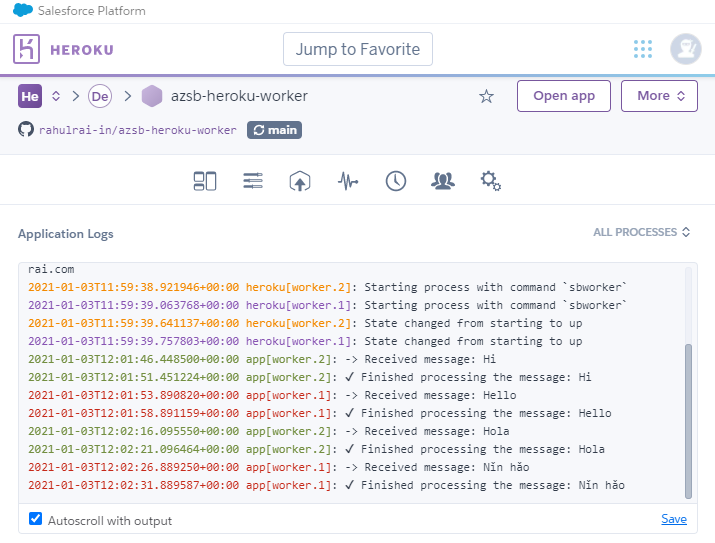 Salesforce Platform
HEROKU
Jump to Favorite
He
De
azsb-heroku-worker
Open app
More
rahulrai-in/azsb-heroku-worker
main
Application Logs
ALL PROCESSES
rai.com
2021-01-03T11:59:38.921946+00:00 heroku[worker.2]: Starting process with command `sbworker`
2021-01-03T11:59:39.063768+00:00 heroku[worker.1]: Starting process with command `sbworker`
2021-01-03T11:59:39.641137+00:00 heroku[worker.2]: State changed from starting to up
2021-01-03T11:59:39.757803+00:00 heroku[worker.1]: State changed from starting to up
2021-01-03T12:01:46.448500+00:00 app[worker.2]: -> Received message: Hi
2021-01-03T12:01:51.451224+00:00 app[worker.2]: ✓ Finished processing the message: Hi
2021-01-03T12:01:53.890820+00:00 app[worker.1]: -> Received message: Hello
2021-01-03T12:01:58.891159+00:00 app[worker.1]: ✓ Finished processing the message: Hello
2021-01-03T12:02:16.095550+00:00 app[worker.2]: -> Received message: Hola
2021-01-03T12:02:21.096464+00:00 app[worker.2]: ✓ Finished processing the message: Hola
2021-01-03T12:02:26.889250+00:00 app[worker.1]: -> Received message: Nǐn hǎo
2021-01-03T12:02:31.889587+00:00 app[worker.1]: ✓ Finished processing the message: Nǐn hǎo
Autoscroll with output
Save